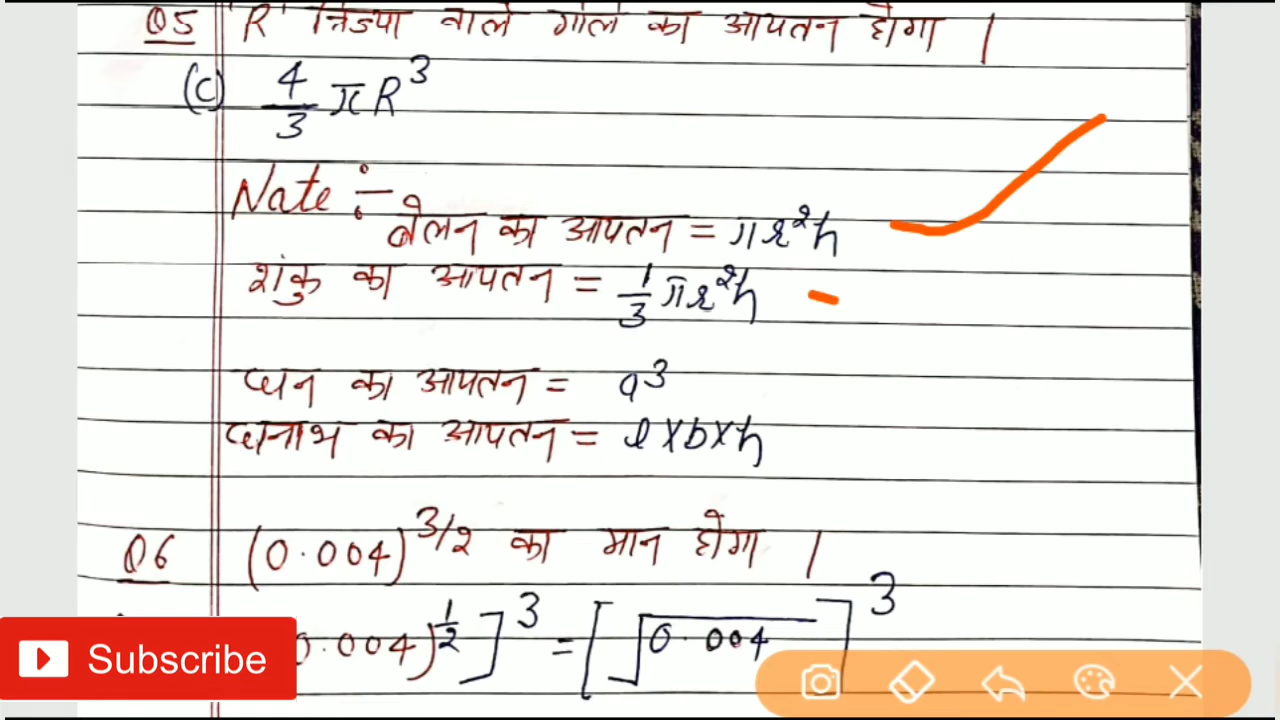 Q5 'R' त्रिज्या वाले गोले का आयतन होगा |
(C) 4/3 πR³
Nate :-
बेलन का आयतन = πr²h
शंकु का आयतन = 1/3 πr²h
घन का आयतन = a³
घनाभ का आयतन = l×b×h
Q6 (0.004)^3/2 का मान होगा |
0.004)^1/2]³ = [√0.004]³
Subscribe